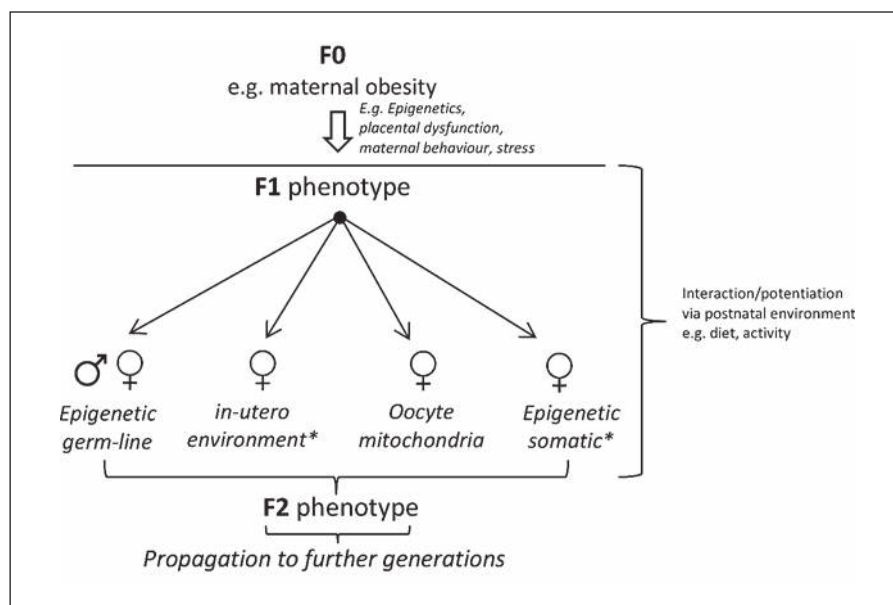 F0
e.g. maternal obesity
E.g. Epigenetics,
placental dysfunction,
maternal behaviour, stress
F1 phenotype
Interaction/potentiation
via postnatal environment
e.g. diet, activity
♂ ♀ ♀ ♀ ♀
Epigenetic
germ-line
in-utero
environment*
Oocyte
mitochondria
Epigenetic
somatic*
F2 phenotype
Propagation to further generations